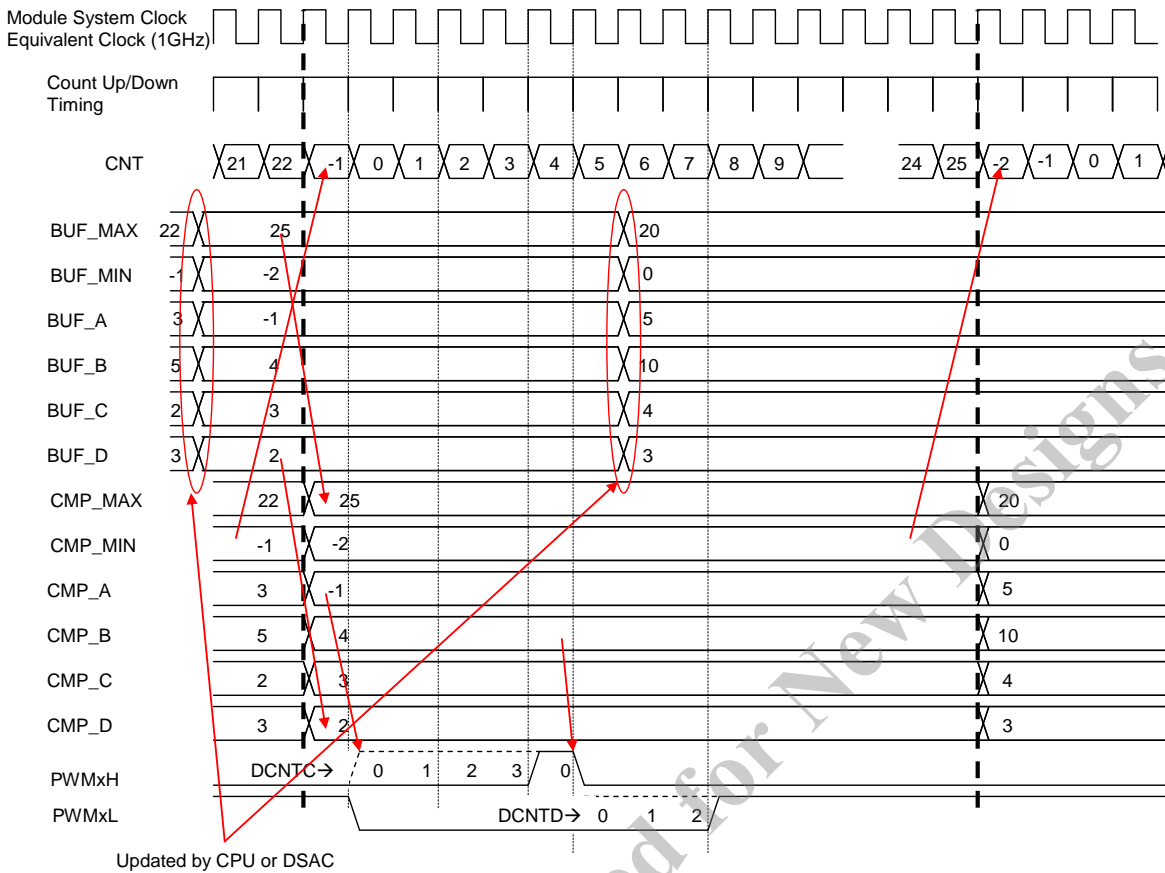 Module System Clock
Equivalent Clock (1GHz)
Count Up/Down
Timing
CNT 21 22 -1 0 1 2 3 4 5 6 7 8 9 24 25 -2 -1 0 1
BUF_MAX 22 25 20
BUF_MIN -1 -2 0
BUF_A 3 -1 5
BUF_B 5 4 10
BUF_C 2 3 4
BUF_D 3 2 3
CMP_MAX 22 25 20
CMP_MIN -1 -2 0
CMP_A 3 -1 5
CMP_B 5 4 10
CMP_C 2 3 4
CMP_D 3 2 3
PWMxH DCNTC→ 0 1 2 3 0
PWMxL DCNTD→ 0 1 2
Updated by CPU or DSAC
ed for New Designs